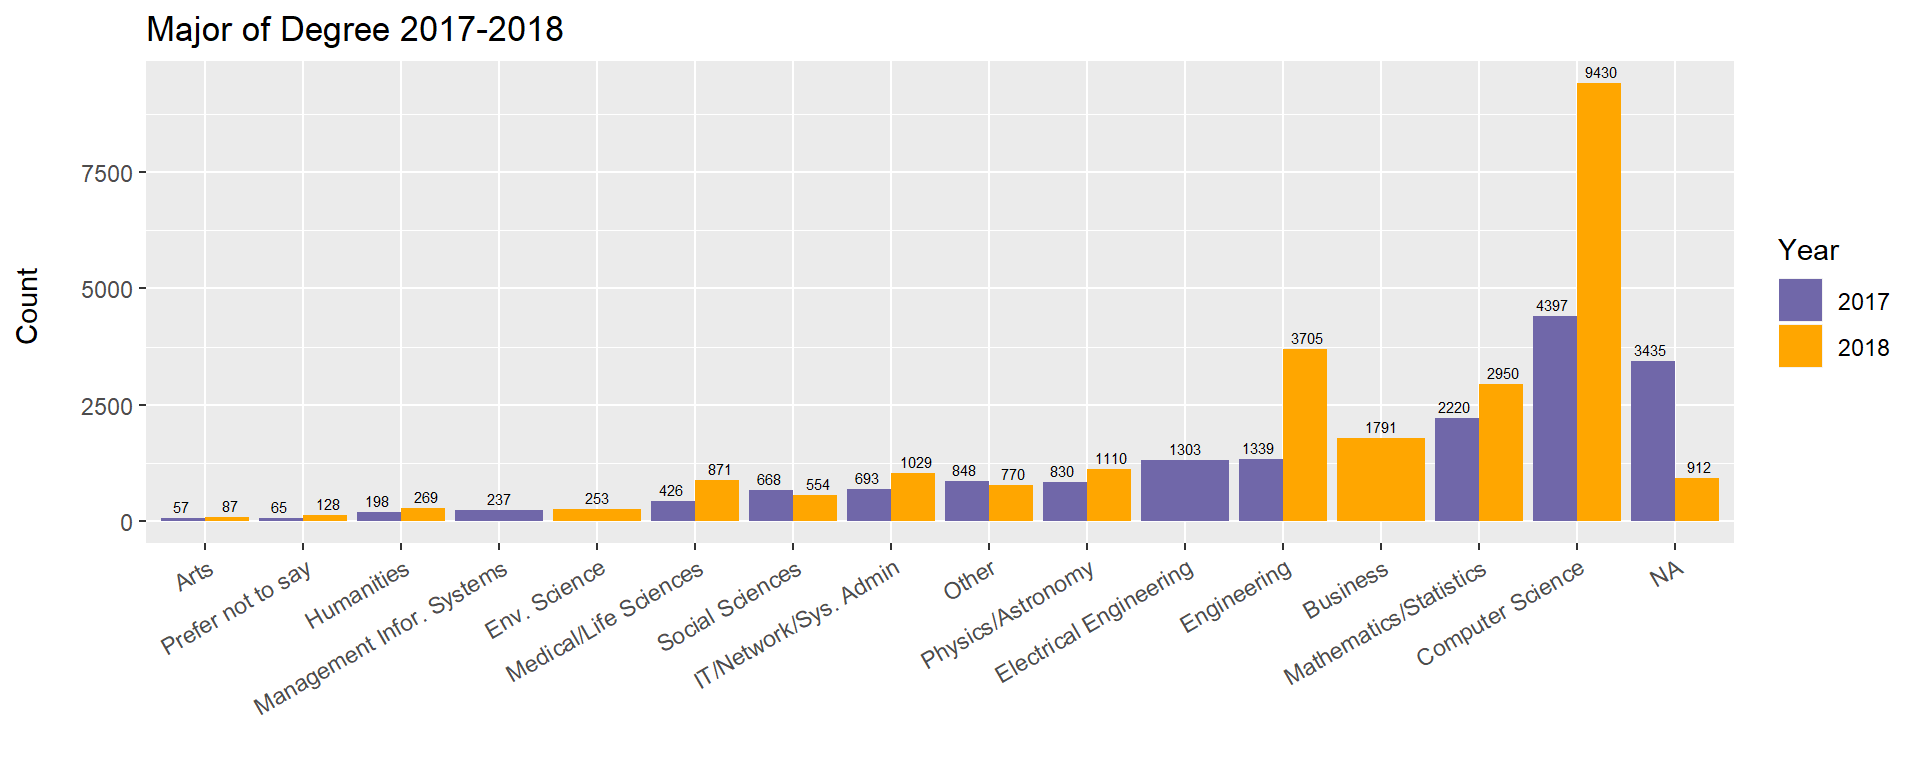 Major of Degree 2017-2018
Count
7500
5000
2500
0
57
87
65
128
198
269
237
253
426
871
668
554
693
1029
848
770
830
1110
1303
1339
3705
1791
2220
2950
4397
9430
3435
912
Arts
Prefer not to say
Humanities
Management Infor. Systems
Env. Science
Medical/Life Sciences
Social Sciences
IT/Network/Sys. Admin
Other
Physics/Astronomy
Electrical Engineering
Engineering
Business
Mathematics/Statistics
Computer Science
NA
Year
2017
2018